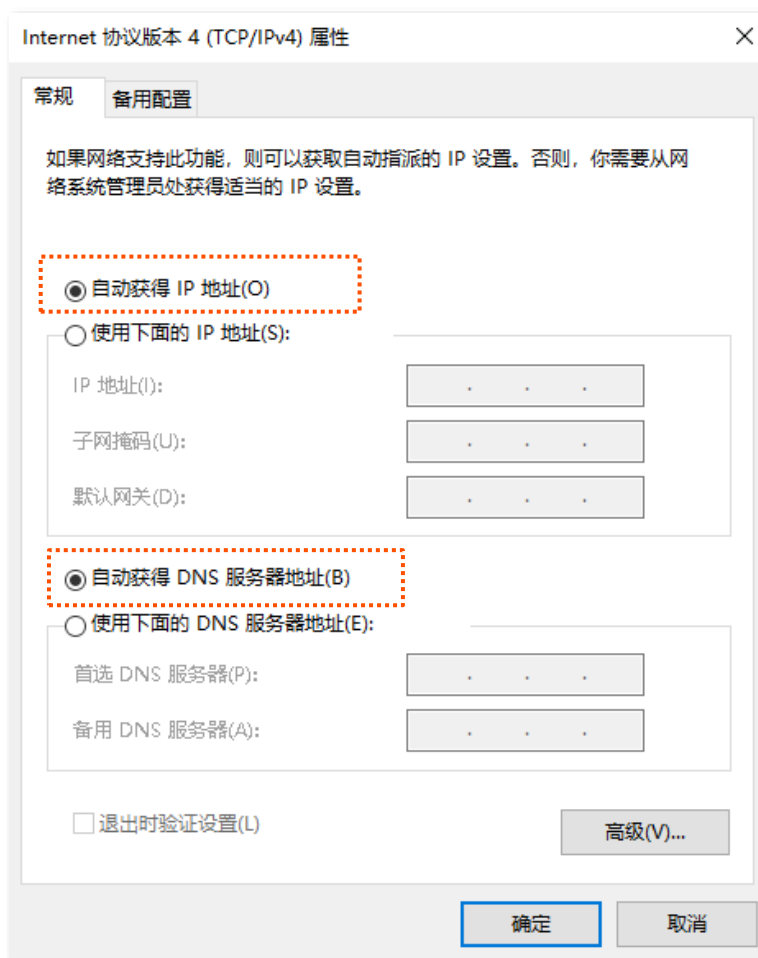 Internet 协议版本 4 (TCP/IPv4) 属性
常规
备用配置
如果网络支持此功能，则可以获取自动指派的 IP 设置。否则，你需要从网
络系统管理员处获得适当的 IP 设置。
自动获得 IP 地址(O)
使用下面的 IP 地址(S):
IP 地址(I):
子网掩码(U):
默认网关(D):
自动获得 DNS 服务器地址(B)
使用下面的 DNS 服务器地址(E):
首选 DNS 服务器(P):
备用 DNS 服务器(A):
退出时验证设置(L)
高级(V)...
确定
取消